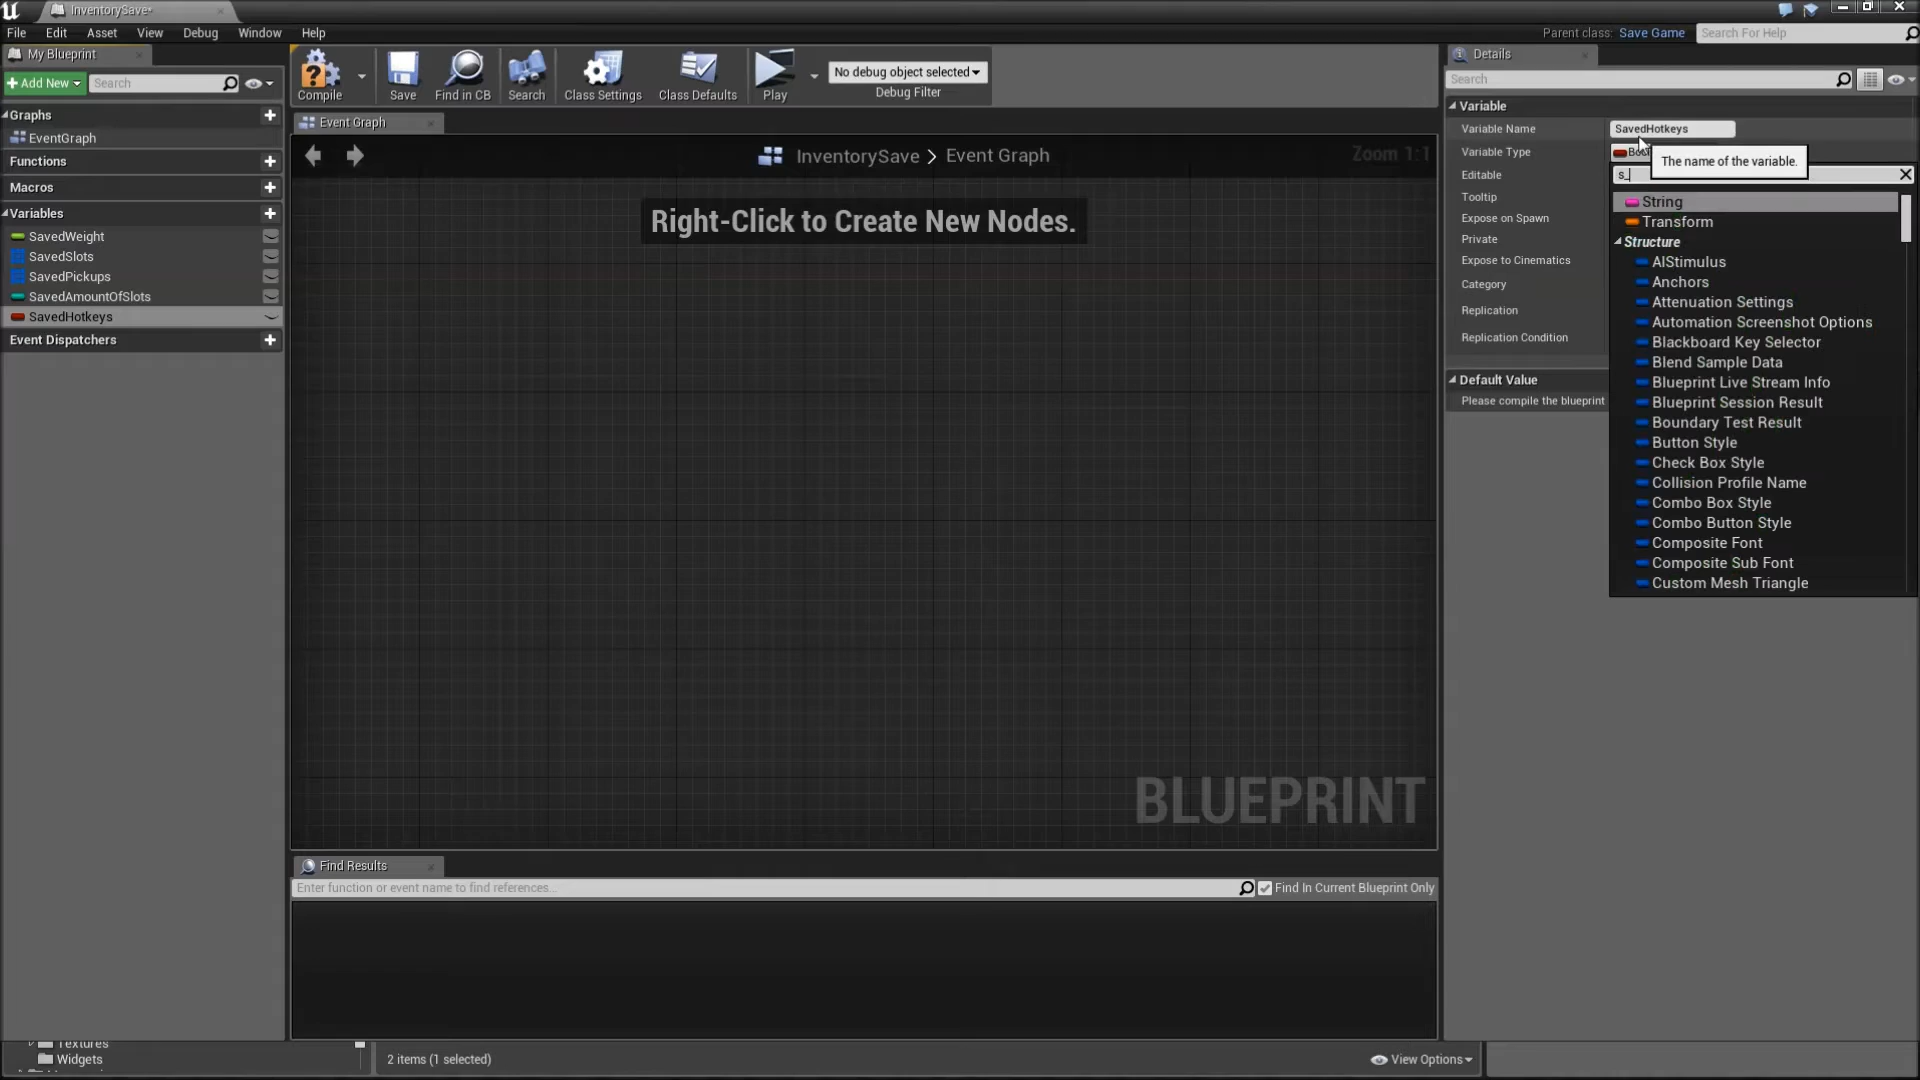 InventorySave*
File Edit Asset View Debug Window Help
Parent class: Save Game Search For Help
My Blueprint
Details
Add New Search
Compile Save Find in CB Search Class Settings Class Defaults Play
No debug object selected
Debug Filter
Search
Graphs
EventGraph
Functions
Macros
Variables
SavedWeight
SavedSlots
SavedPickups
SavedAmountOfSlots
SavedHotkeys
Event Dispatchers
Event Graph
InventorySave > Event Graph
Zoom 1:1
Right-Click to Create New Nodes.
BLUEPRINT
Variable
Variable Name SavedHotkeys
Variable Type
The name of the variable.
Editable
Tooltip
Expose on Spawn
Private
Expose to Cinematics
Category
Replication
Replication Condition
Default Value
Please compile the blueprint
s_
String
Transform
Structure
AIStimulus
Anchors
Attenuation Settings
Automation Screenshot Options
Blackboard Key Selector
Blend Sample Data
Blueprint Live Stream Info
Blueprint Session Result
Boundary Test Result
Button Style
Check Box Style
Collision Profile Name
Combo Box Style
Combo Button Style
Composite Font
Composite Sub Font
Custom Mesh Triangle
Find Results
Enter function or event name to find references...
Find In Current Blueprint Only
Textures
Widgets
2 items (1 selected)
View Options